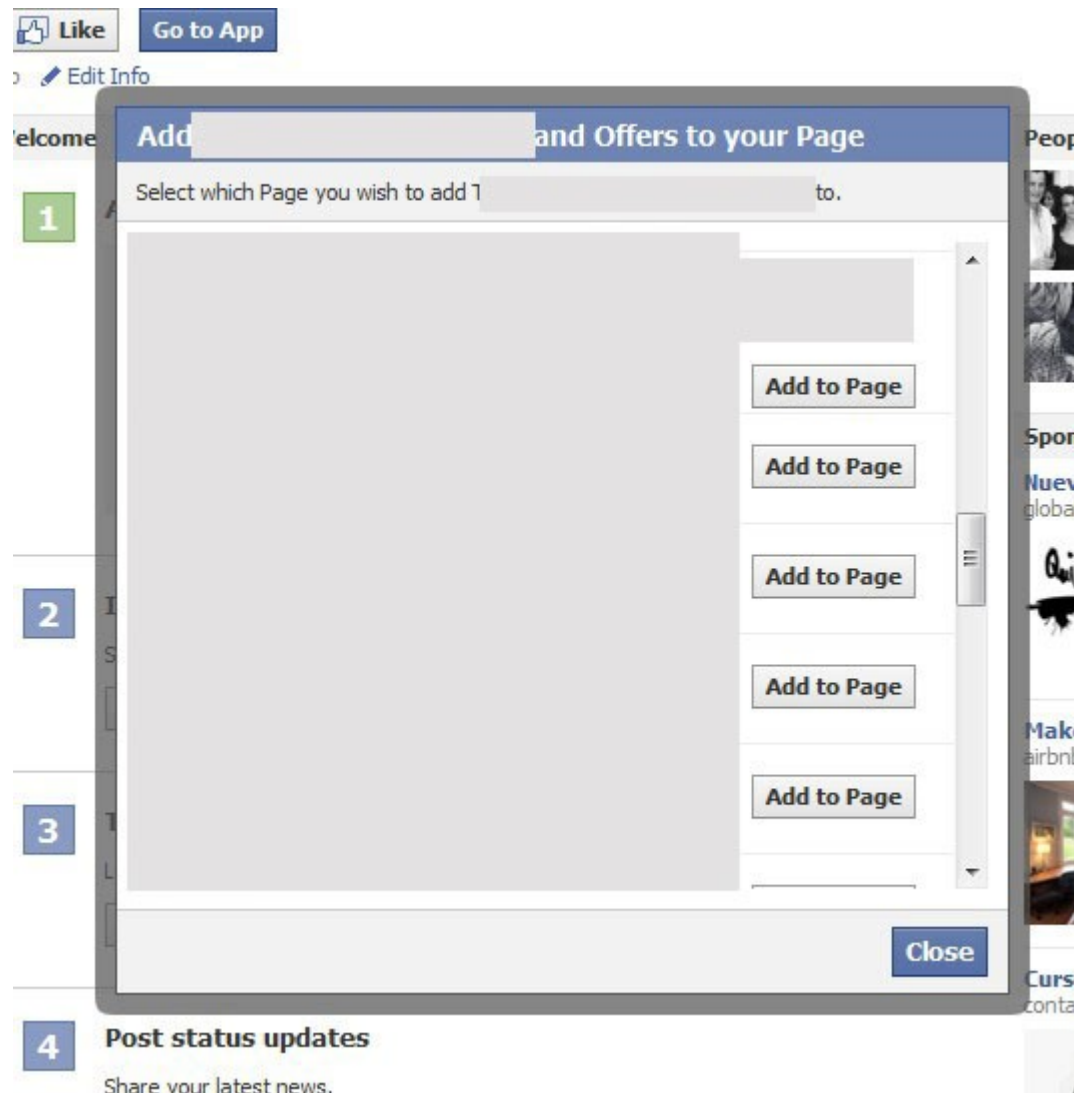 Like Go to App
Edit Info
Add and Offers to your Page
Select which Page you wish to add to.
1
Add to Page
Add to Page
Add to Page
2
Add to Page
Add to Page
3
Close
4 Post status updates
Share your latest news.